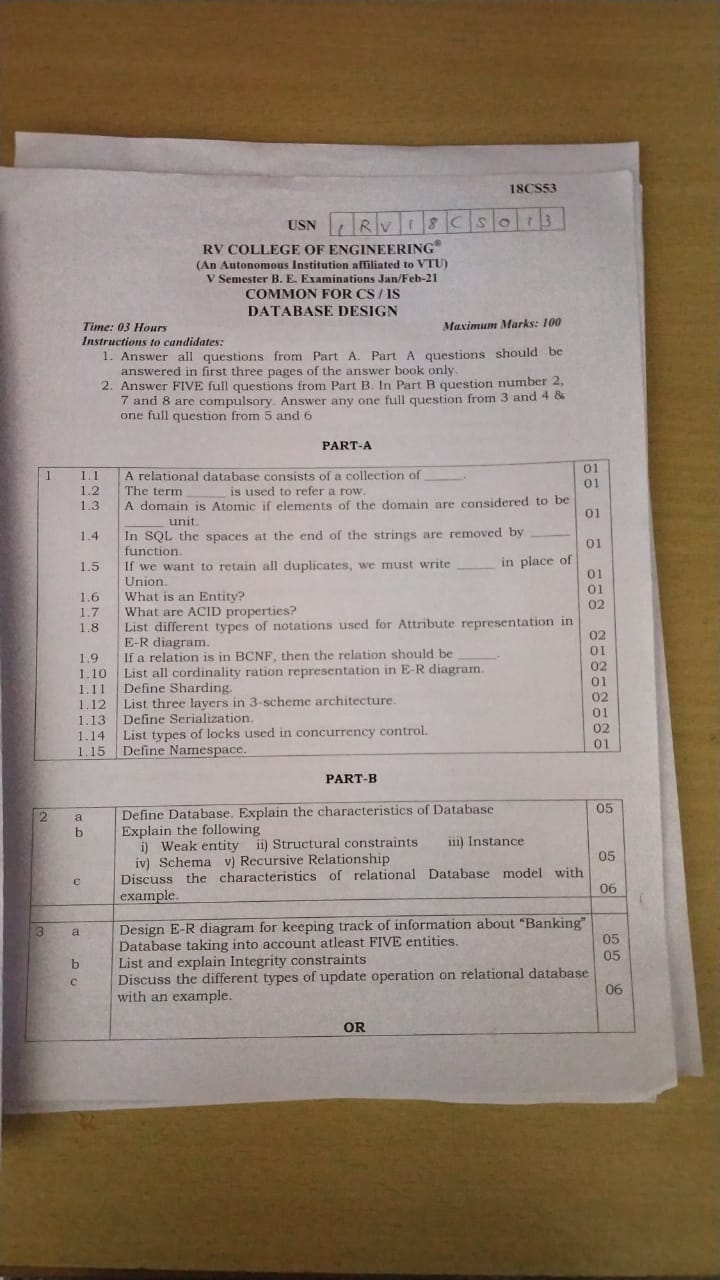 18CS53
USN 1RV18CS013
RV COLLEGE OF ENGINEERING®
(An Autonomous Institution affiliated to VTU)
V Semester B. E. Examinations Jan/Feb-21
COMMON FOR CS / IS
DATABASE DESIGN
Time: 03 Hours Maximum Marks: 100
Instructions to candidates:
1. Answer all questions from Part A. Part A questions should be
answered in first three pages of the answer book only.
2. Answer FIVE full questions from Part B. In Part B question number 2,
7 and 8 are compulsory. Answer any one full question from 3 and 4 &
one full question from 5 and 6
PART-A
1 1.1 A relational database consists of a collection of ______. 01
1.2 The term ______ is used to refer a row. 01
1.3 A domain is Atomic if elements of the domain are considered to be
______ unit. 01
1.4 In SQL the spaces at the end of the strings are removed by ______
function. 01
1.5 If we want to retain all duplicates, we must write ______ in place of
Union. 01
1.6 What is an Entity? 01
1.7 What are ACID properties? 02
1.8 List different types of notations used for Attribute representation in
E-R diagram. 02
1.9 If a relation is in BCNF, then the relation should be ______. 01
1.10 List all cordinality ration representation in E-R diagram. 02
1.11 Define Sharding. 01
1.12 List three layers in 3-scheme architecture. 02
1.13 Define Serialization. 01
1.14 List types of locks used in concurrency control. 02
1.15 Define Namespace. 01
PART-B
2 a Define Database. Explain the characteristics of Database 05
b Explain the following
i) Weak entity ii) Structural constraints iii) Instance
iv) Schema v) Recursive Relationship 05
c Discuss the characteristics of relational Database model with
example. 06
3 a Design E-R diagram for keeping track of information about "Banking"
Database taking into account atleast FIVE entities. 05
b List and explain Integrity constraints 05
c Discuss the different types of update operation on relational database
with an example. 06
OR